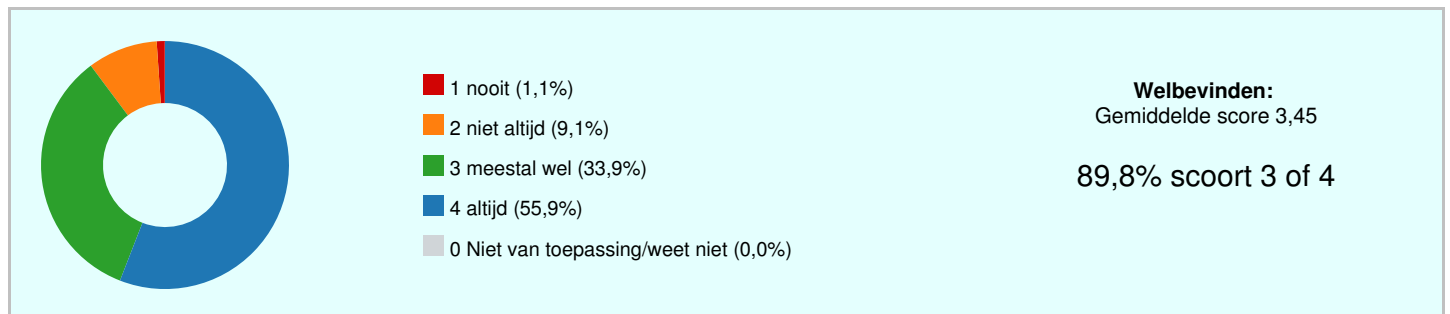 1 nooit (1,1%)
2 niet altijd (9,1%)
3 meestal wel (33,9%)
4 altijd (55,9%)
0 Niet van toepassing/weet niet (0,0%)
Welbevinden:
Gemiddelde score 3,45
89,8% scoort 3 of 4